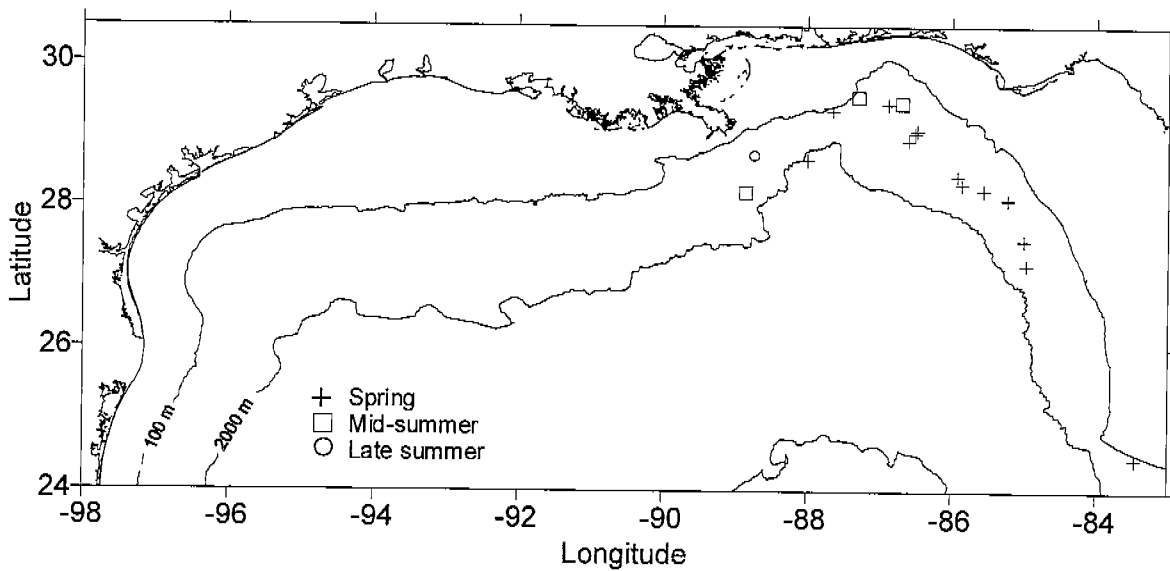 30
28
26
24
Latitude
100 m
2000 m
+ Spring
□ Mid-summer
○ Late summer
-98 -96 -94 -92 -90 -88 -86 -84
Longitude